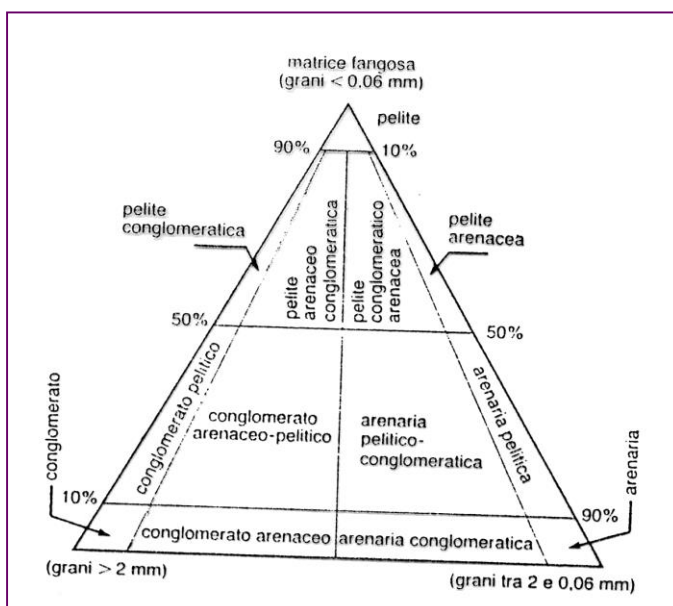 matrice fangosa
(grani < 0.06 mm)
pelite
90%
10%
pelite
conglomeratica
pelite
arenaceo
conglomeratica
pelite
conglomeratico
arenacea
pelite
arenacea
50%
50%
conglomerato
conglomerato pelitico
conglomerato
arenaceo-pelitico
arenaria
pelitico-
conglomeratica
arenaria pelitica
arenaria
10%
90%
conglomerato arenaceo
arenaria conglomeratica
(grani > 2 mm)
(grani tra 2 e 0,06 mm)